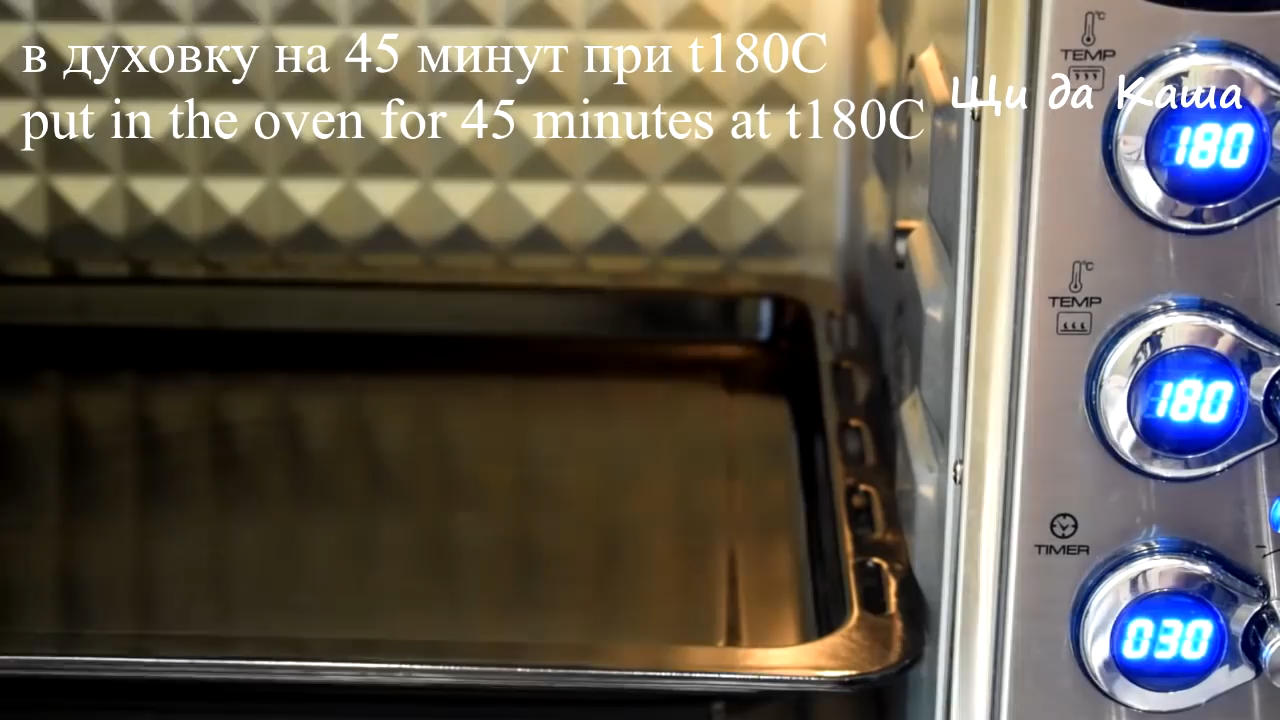 в духовку на 45 минут при t180C
put in the oven for 45 minutes at t180C
Щи да Каша
°C
TEMP
180
°C
TEMP
180
TIMER
030